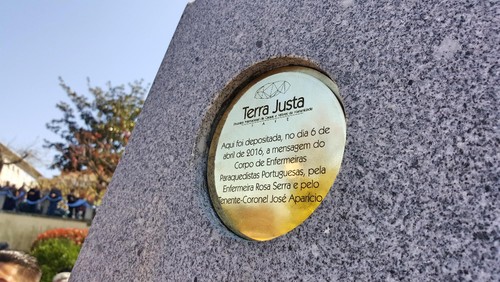 Terra Justa
Aqui foi depositada, no dia 6 de
abril de 2016, a mensagem do
Corpo de Enfermeiras
Paraquedistas Portuguesas, pela
Enfermeira Rosa Serra e pelo
Tenente-Coronel José Aparício